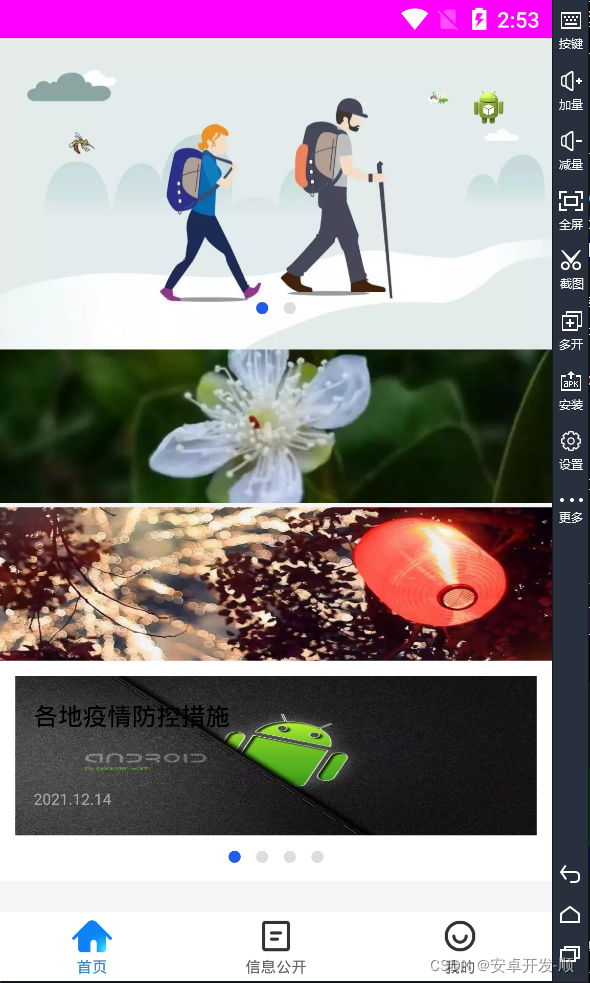 2:53
按键
加量
减量
全屏
截图
多开
apk
安装
设置
更多
各地疫情防控措施
ANDROID
2021.12.14
首页
信息公开
我的
CSDN @安卓开发-顺